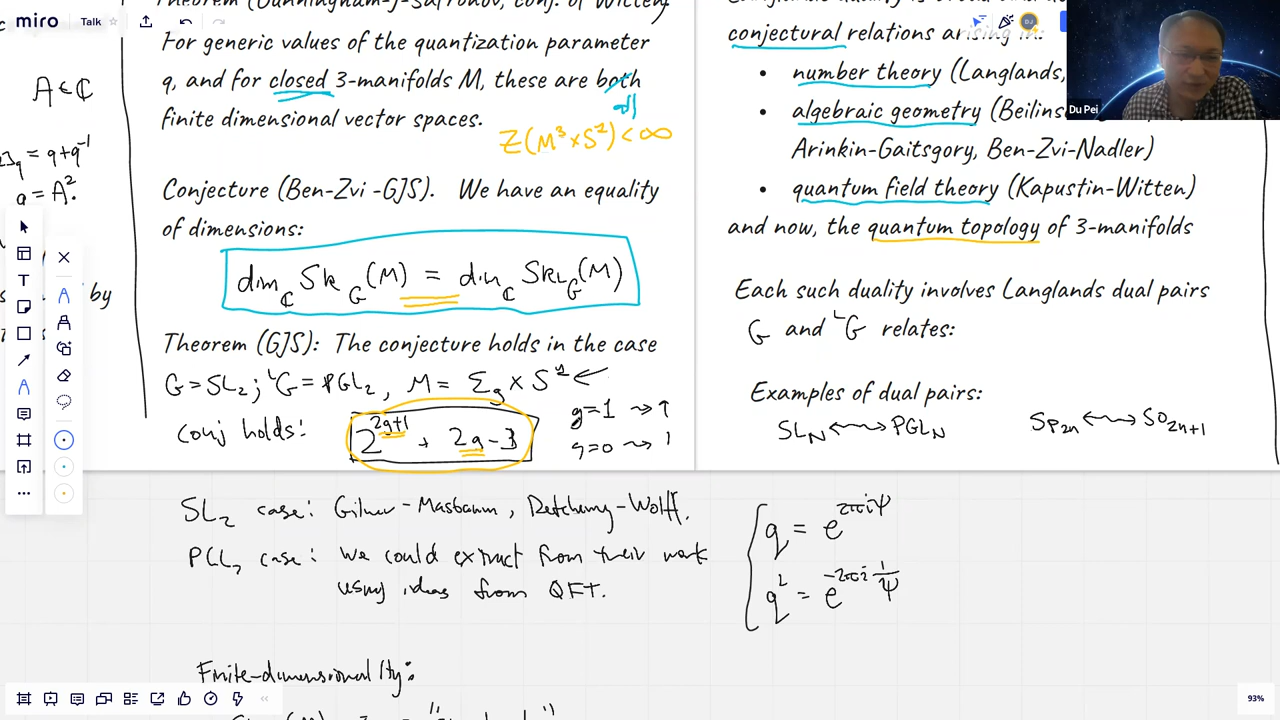 miro
Talk
Theorem (Gunningham-J-Safronov, conj. of Witten)
For generic values of the quantization parameter
q, and for closed 3-manifolds M, these are both
all
finite dimensional vector spaces.
Z(M³×S²) < ∞
Conjecture (Ben-Zvi -GJS). We have an equality
of dimensions:
dim_ℂ Sk_G(M) = dim_ℂ Sk_{ᴸG}(M)
Theorem (GJS): The conjecture holds in the case
G=SL₂; ᴸG=PGL₂, M = Σ_g × S¹ ←
conj holds: 2^{2g+1} + 2g-3
g=1 ⇝ 7
g=0 ⇝ 1
A ∈ ℂ
= q+q⁻¹
q = A².
by
conjectural relations arising in:
• number theory (Langlands,
• algebraic geometry
Arinkin-Gaitsgory, Ben-Zvi-Nadler)
• quantum field theory (Kapustin-Witten)
and now, the quantum topology of 3-manifolds
Each such duality involves Langlands dual pairs
G and ᴸG relates:
Examples of dual pairs:
SL_N ↔ PGL_N
Sp_{2n} ↔ SO_{2n+1}
Du Pei
DJ
SL₂ case: Gilmer-Masbaum, Detcherry-Wolff.
PGL₂ case: we could extract from their work
using ideas from QFT.
q = e^{2πiψ}
q^L = e^{-2πi 1/ψ}
Finite-dimensionality:
93%